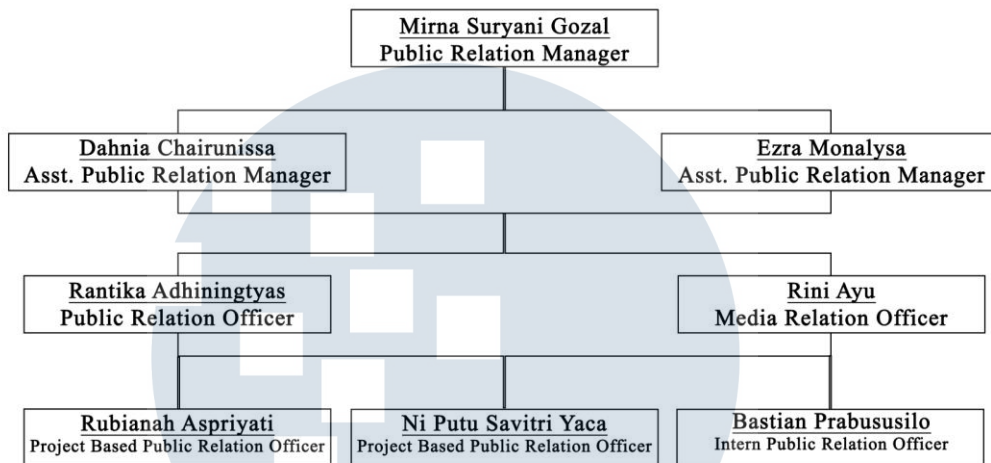 Mirna Suryani Gozal
Public Relation Manager
Dahnia Chairunissa
Asst. Public Relation Manager
Ezra Monalysa
Asst. Public Relation Manager
Rantika Adhiningtyas
Public Relation Officer
Rini Ayu
Media Relation Officer
Rubianah Aspriyati
Project Based Public Relation Officer
Ni Putu Savitri Yaca
Project Based Public Relation Officer
Bastian Prabususilo
Intern Public Relation Officer